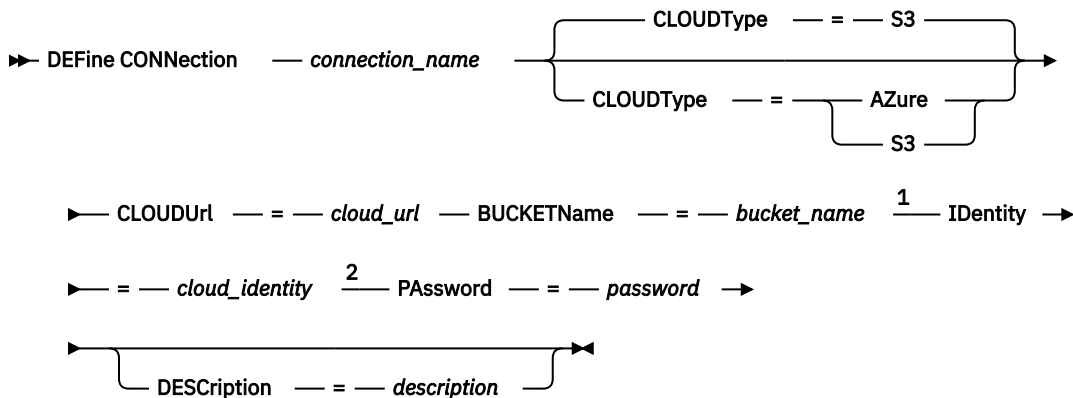 CLOUDType = S3
DEFine CONNection connection_name
CLOUDType = AZure
S3
CLOUDUrl = cloud_url BUCKETName = bucket_name 1 IDentity
= cloud_identity 2 PAssword = password
DESCription = description